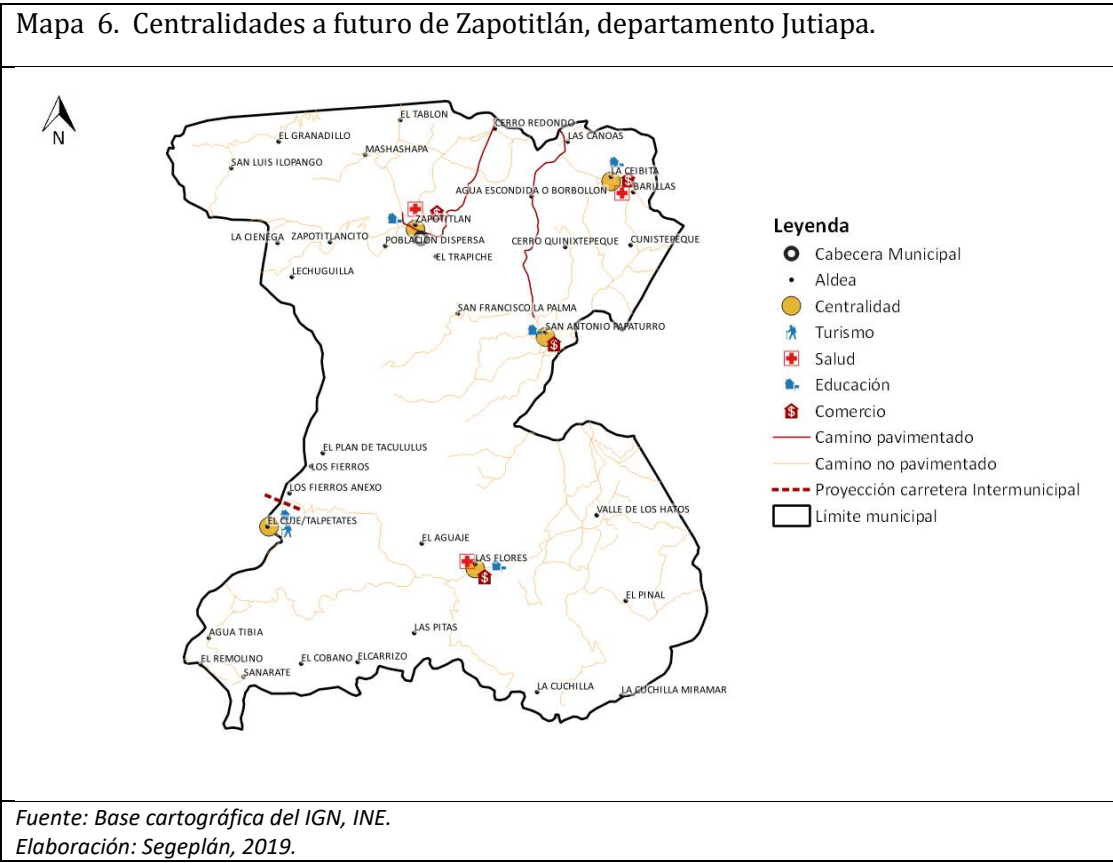 Mapa 6. Centralidades a futuro de Zapotitlán, departamento Jutiapa.
N
EL TABLON
CERRO REDONDO
EL GRANADILLO
LAS CANOAS
MASHASHAPA
SAN LUIS ILOPANGO
LA CEIBITA
AGUA ESCONDIDA O BORBOLLON
BARILLAS
ZAPOTITLAN
LA CIENEGA
ZAPOTITLANCITO
POBLACIÓN DISPERSA
CERRO QUINIXTEPEQUE
CUNISTEPEQUE
EL TRAPICHE
LECHUGUILLA
SAN FRANCISCO LA PALMA
SAN ANTONIO PAPATURRO
EL PLAN DE TACULULUS
LOS FIERROS
LOS FIERROS ANEXO
VALLE DE LOS HATOS
EL CUJE/TALPETATES
EL AGUAJE
LAS FLORES
EL PINAL
AGUA TIBIA
LAS PITAS
EL REMOLINO
EL COBANO
ELCARRIZO
SANARATE
LA CUCHILLA
LA CUCHILLA MIRAMAR
Leyenda
Cabecera Municipal
Aldea
Centralidad
Turismo
Salud
Educación
Comercio
Camino pavimentado
Camino no pavimentado
Proyección carretera Intermunicipal
Límite municipal
Fuente: Base cartográfica del IGN, INE.
Elaboración: Segeplán, 2019.